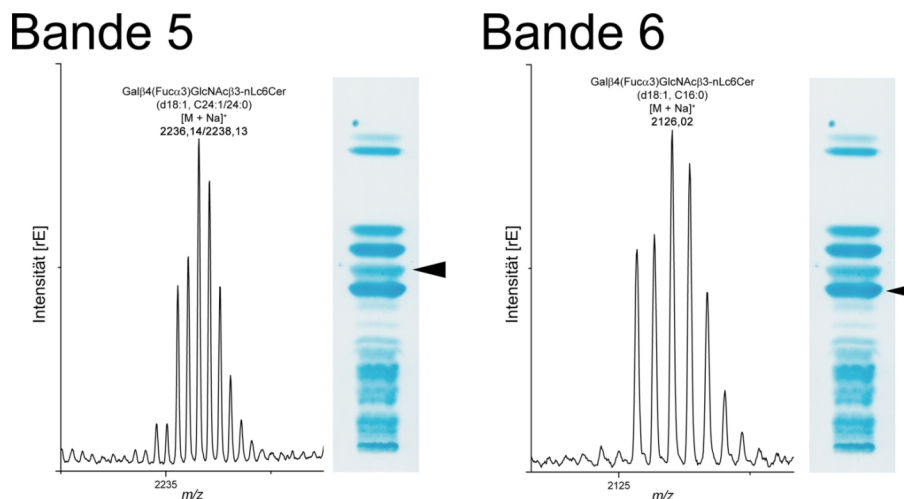 Bande 5
Galβ4(Fucα3)GlcNAcβ3-nLc6Cer
(d18:1, C24:1/24:0)
[M + Na]⁺
2236,14/2238,13
Intensität [rE]
2235
m/z
Bande 6
Galβ4(Fucα3)GlcNAcβ3-nLc6Cer
(d18:1, C16:0)
[M + Na]⁺
2126,02
Intensität [rE]
2125
m/z